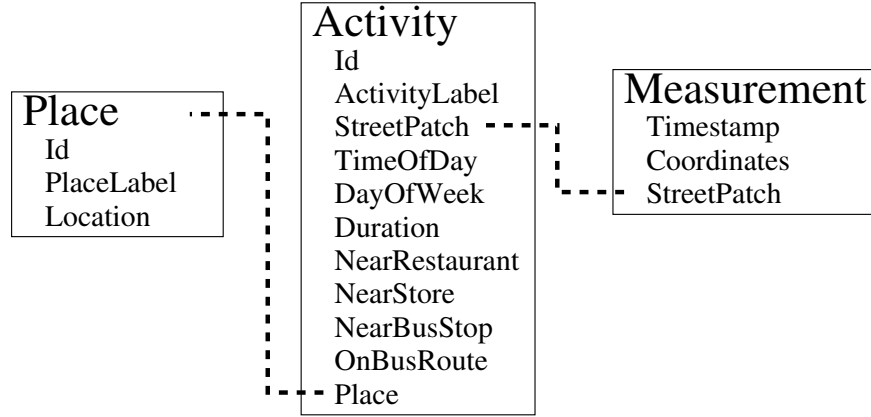 Place
Id
PlaceLabel
Location
Activity
Id
ActivityLabel
StreetPatch
TimeOfDay
DayOfWeek
Duration
NearRestaurant
NearStore
NearBusStop
OnBusRoute
Place
Measurement
Timestamp
Coordinates
StreetPatch